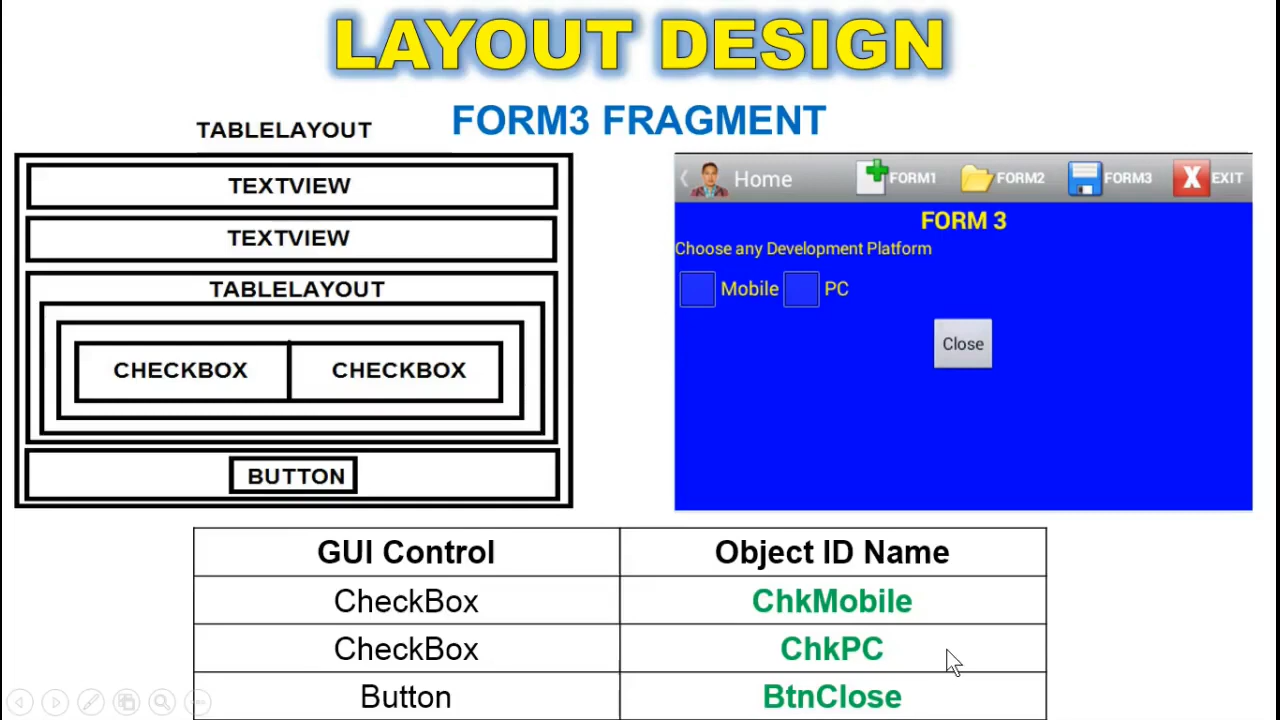 LAYOUT DESIGN
FORM3 FRAGMENT
TABLELAYOUT
TEXTVIEW
TEXTVIEW
TABLELAYOUT
CHECKBOX CHECKBOX
BUTTON
Home FORM1 FORM2 FORM3 X EXIT
FORM 3
Choose any Development Platform
Mobile PC
Close
GUI Control Object ID Name
CheckBox ChkMobile
CheckBox ChkPC
Button BtnClose